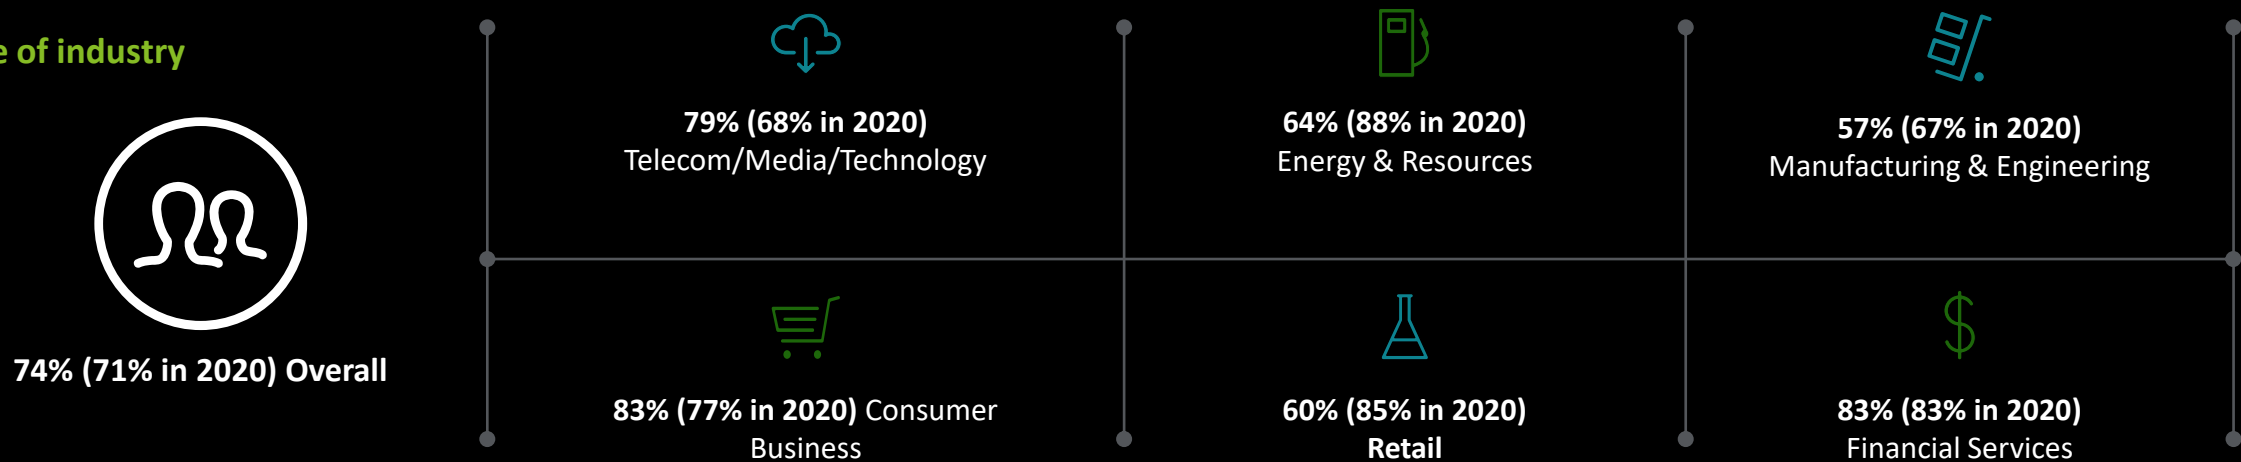 e of industry
74% (71% in 2020) Overall
79% (68% in 2020)
Telecom/Media/Technology
64% (88% in 2020)
Energy & Resources
57% (67% in 2020)
Manufacturing & Engineering
83% (77% in 2020) Consumer
Business
60% (85% in 2020)
Retail
83% (83% in 2020)
Financial Services